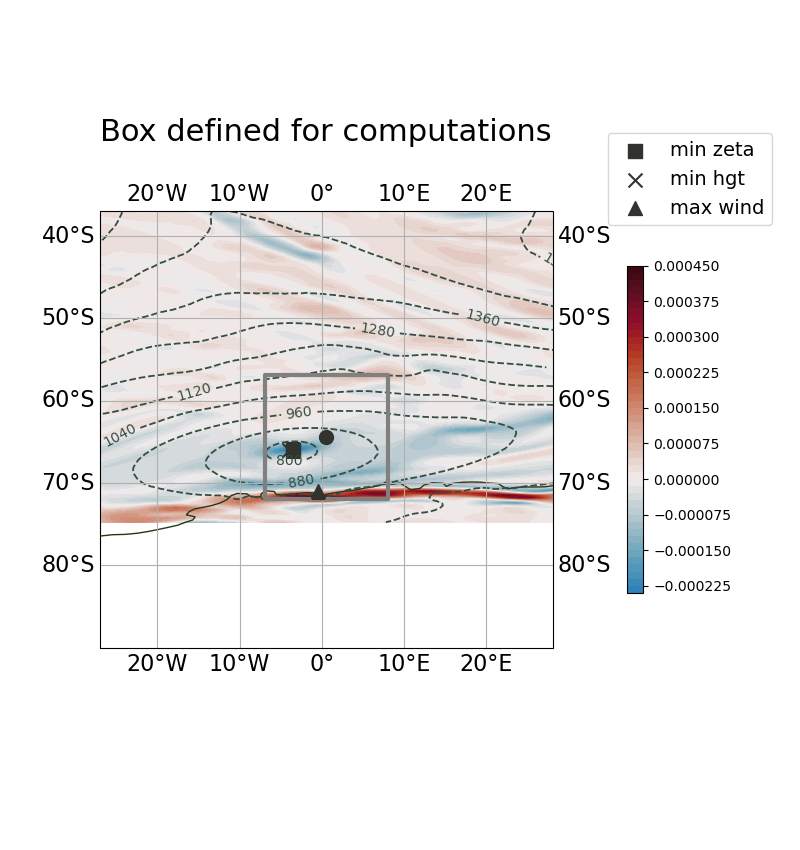 Box defined for computations
min zeta
min hgt
max wind
20°W 10°W 0° 10°E 20°E
40°S 40°S
50°S 50°S
60°S 60°S
70°S 70°S
80°S 80°S
20°W 10°W 0° 10°E 20°E
1360
1280
1120
1040
960
800
880
0.000450
0.000375
0.000300
0.000225
0.000150
0.000075
0.000000
−0.000075
−0.000150
−0.000225